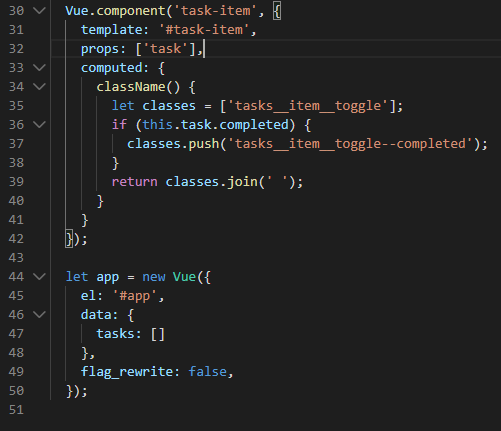 30 Vue.component('task-item', {
31   template: '#task-item',
32   props: ['task'],
33   computed: {
34     className() {
35       let classes = ['tasks__item__toggle'];
36       if (this.task.completed) {
37         classes.push('tasks__item__toggle--completed');
38       }
39       return classes.join(' ');
40     }
41   }
42 });
43
44 let app = new Vue({
45   el: '#app',
46   data: {
47     tasks: []
48   },
49   flag_rewrite: false,
50 });
51